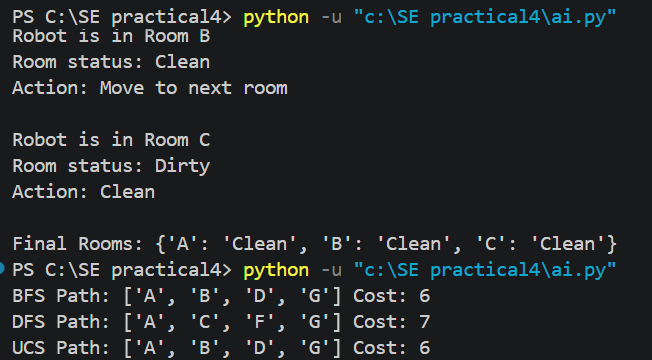 PS C:\SE practical4> python -u "c:\SE practical4\ai.py"
Robot is in Room B
Room status: Clean
Action: Move to next room
Robot is in Room C
Room status: Dirty
Action: Clean
Final Rooms: {'A': 'Clean', 'B': 'Clean', 'C': 'Clean'}
PS C:\SE practical4> python -u "c:\SE practical4\ai.py"
BFS Path: ['A', 'B', 'D', 'G'] Cost: 6
DFS Path: ['A', 'C', 'F', 'G'] Cost: 7
UCS Path: ['A', 'B', 'D', 'G'] Cost: 6